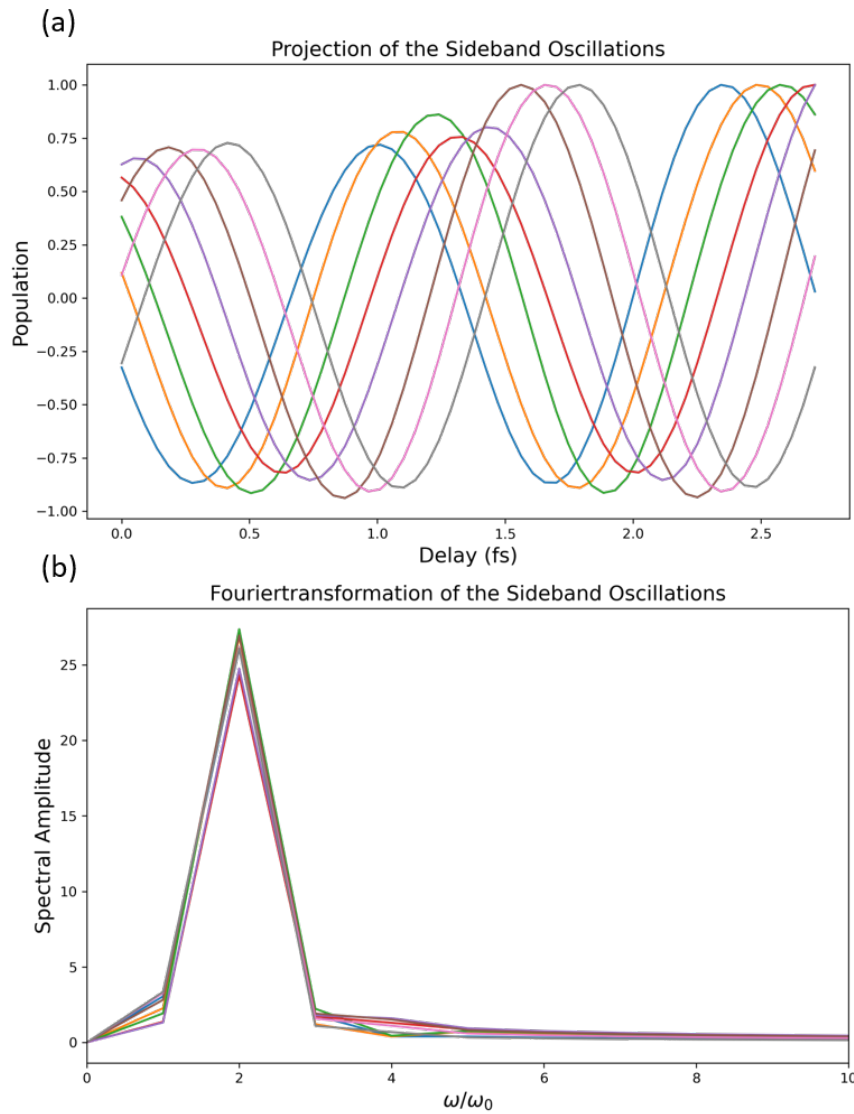 (a)
Projection of the Sideband Oscillations
1.00
0.75
0.50
0.25
0.00
−0.25
−0.50
−0.75
−1.00
Population
0.0 0.5 1.0 1.5 2.0 2.5
Delay (fs)
(b)
Fouriertransformation of the Sideband Oscillations
25
20
15
10
5
0
Spectral Amplitude
0 2 4 6 8 10
ω/ω₀